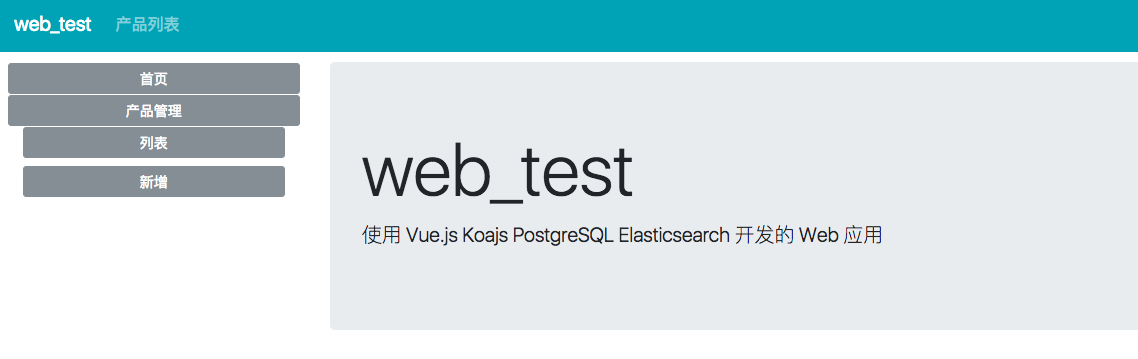 web_test 产品列表
首页
产品管理
列表
新增
web_test
使用 Vue.js Koajs PostgreSQL Elasticsearch 开发的 Web 应用